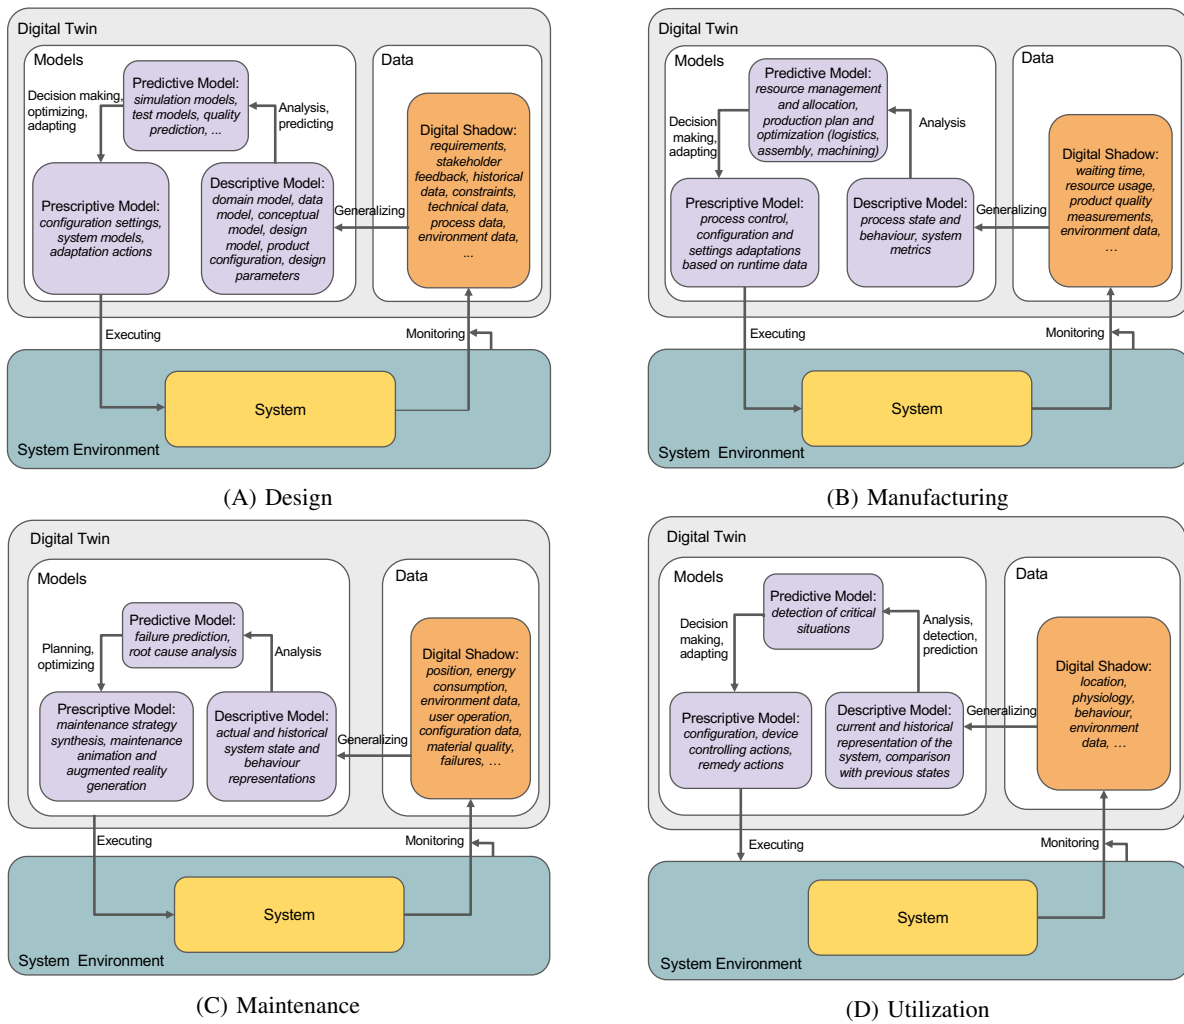 Digital Twin
Models
Data
Predictive Model:
simulation models,
test models, quality
prediction, ...
Decision making,
optimizing,
adapting
Analysis,
predicting
Prescriptive Model:
configuration settings,
system models,
adaptation actions
Descriptive Model:
domain model, data
model, conceptual
model, design
model, product
configuration, design
parameters
Generalizing
Digital Shadow:
requirements,
stakeholder
feedback, historical
data, constraints,
technical data,
process data,
environment data,
...
Executing
Monitoring
System
System Environment
(A) Design
Digital Twin
Models
Data
Predictive Model:
resource management
and allocation,
production plan and
optimization (logistics,
assembly, machining)
Decision
making,
adapting
Analysis
Prescriptive Model:
process control,
configuration and
settings adaptations
based on runtime data
Descriptive Model:
process state and
behaviour, system
metrics
Generalizing
Digital Shadow:
waiting time,
resource usage,
product quality
measurements,
environment data,
…
Executing
Monitoring
System
System Environment
(B) Manufacturing
Digital Twin
Models
Data
Predictive Model:
failure prediction,
root cause analysis
Planning,
optimizing
Analysis
Prescriptive Model:
maintenance strategy
synthesis, maintenance
animation and
augmented reality
generation
Descriptive Model:
actual and historical
system state and
behaviour
representations
Generalizing
Digital Shadow:
position, energy
consumption,
environment data,
user operation,
configuration data,
material quality,
failures, …
Executing
Monitoring
System
System Environment
(C) Maintenance
Digital Twin
Models
Data
Predictive Model:
detection of critical
situations
Decision
making,
adapting
Analysis,
detection,
prediction
Prescriptive Model:
configuration, device
controlling actions,
remedy actions
Descriptive Model:
current and historical
representation of the
system, comparison
with previous states
Generalizing
Digital Shadow:
location,
physiology,
behaviour,
environment
data, …
Executing
Monitoring
System
System Environment
(D) Utilization